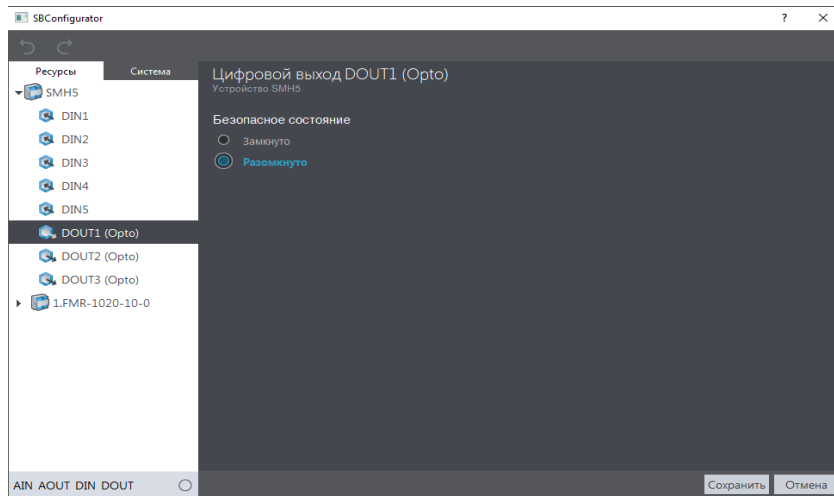 SBConfigurator
?
Ресурсы
Система
SMH5
DIN1
DIN2
DIN3
DIN4
DIN5
DOUT1 (Opto)
DOUT2 (Opto)
DOUT3 (Opto)
1.FMR-1020-10-0
AIN AOUT DIN DOUT
Цифровой выход DOUT1 (Opto)
Устройство SMH5
Безопасное состояние
Замкнуто
Разомкнуто
Сохранить
Отмена